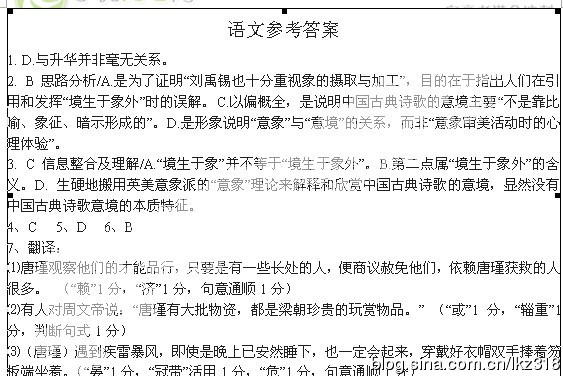 语文参考答案
1. D.与升华并非毫无关系。
2. B 思路分析/A.是为了证明“刘禹锡也十分重视象的摄取与加工”，目的在于指出人们在引
用和发挥“境生于象外”时的误解。C.以偏概全，是说明中国古典诗歌的意境主要“不是靠比
喻、象征、暗示形成的”。D.是形象说明“意象”与“意境”的关系，而非“意象审美活动时的心
理体验”。
3. C 信息整合及理解/A.“境生于象”并不等于“境生于象外”。B.第二点属“境生于象外”的含
义。D. 生硬地搬用英美意象派的“意象”理论来解释和欣赏中国古典诗歌的意境，显然没有
中国古典诗歌意境的本质特征。
4、C 5、D 6、B
7、翻译：
⑴唐瑾观察他们的才能品行，只要是有一些长处的人，便商议赦免他们，依赖唐瑾获救的人
很多。（“赖”1 分，“济”1 分，句意通顺 1 分）
⑵有人对周文帝说：“唐瑾有大批物资，都是梁朝珍贵的玩赏物品。”（“或”1 分，“辎重”1
分，判断句式 1 分）
⑶（唐瑾）遇到疾雷暴风，即使是晚上已安然睡下，也一定会起来，穿戴好衣帽双手捧着笏
板端坐着。（“晏”1 分，“冠带”活用 1 分，“危”1 分，句意通顺 1 分）
blog.sina.com.cn/lkz318